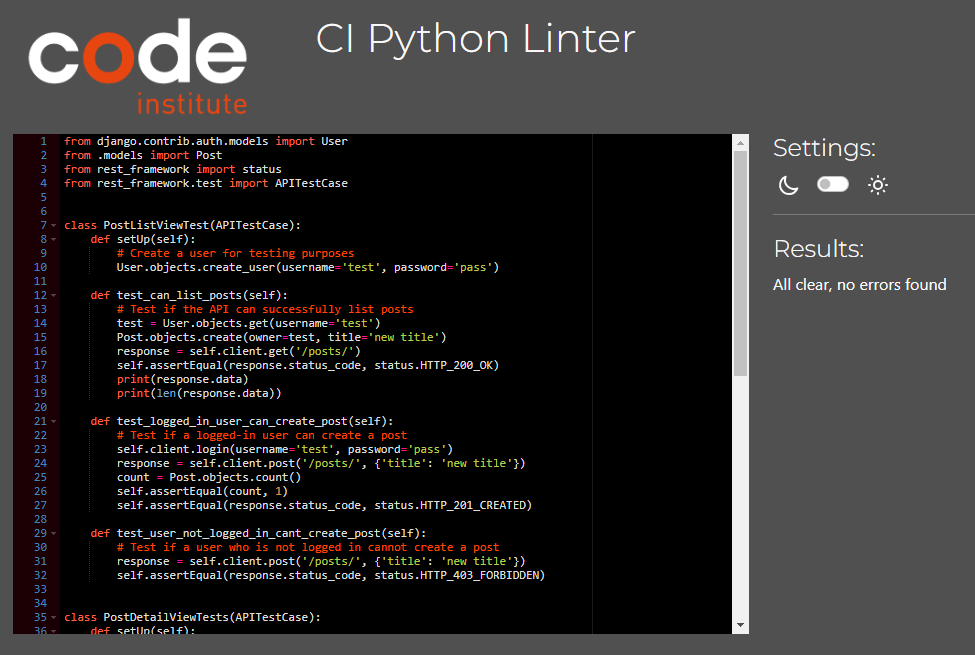 code
institute
CI Python Linter
1 from django.contrib.auth.models import User
2 from .models import Post
3 from rest_framework import status
4 from rest_framework.test import APITestCase
5
6
7 class PostListViewTest(APITestCase):
8     def setUp(self):
9         # Create a user for testing purposes
10         User.objects.create_user(username='test', password='pass')
11
12     def test_can_list_posts(self):
13         # Test if the API can successfully list posts
14         test = User.objects.get(username='test')
15         Post.objects.create(owner=test, title='new title')
16         response = self.client.get('/posts/')
17         self.assertEqual(response.status_code, status.HTTP_200_OK)
18         print(response.data)
19         print(len(response.data))
20
21     def test_logged_in_user_can_create_post(self):
22         # Test if a logged-in user can create a post
23         self.client.login(username='test', password='pass')
24         response = self.client.post('/posts/', {'title': 'new title'})
25         count = Post.objects.count()
26         self.assertEqual(count, 1)
27         self.assertEqual(response.status_code, status.HTTP_201_CREATED)
28
29     def test_user_not_logged_in_cant_create_post(self):
30         # Test if a user who is not logged in cannot create a post
31         response = self.client.post('/posts/', {'title': 'new title'})
32         self.assertEqual(response.status_code, status.HTTP_403_FORBIDDEN)
33
34
35 class PostDetailViewTests(APITestCase):
36     def setUp(self):
Settings:
Results:
All clear, no errors found